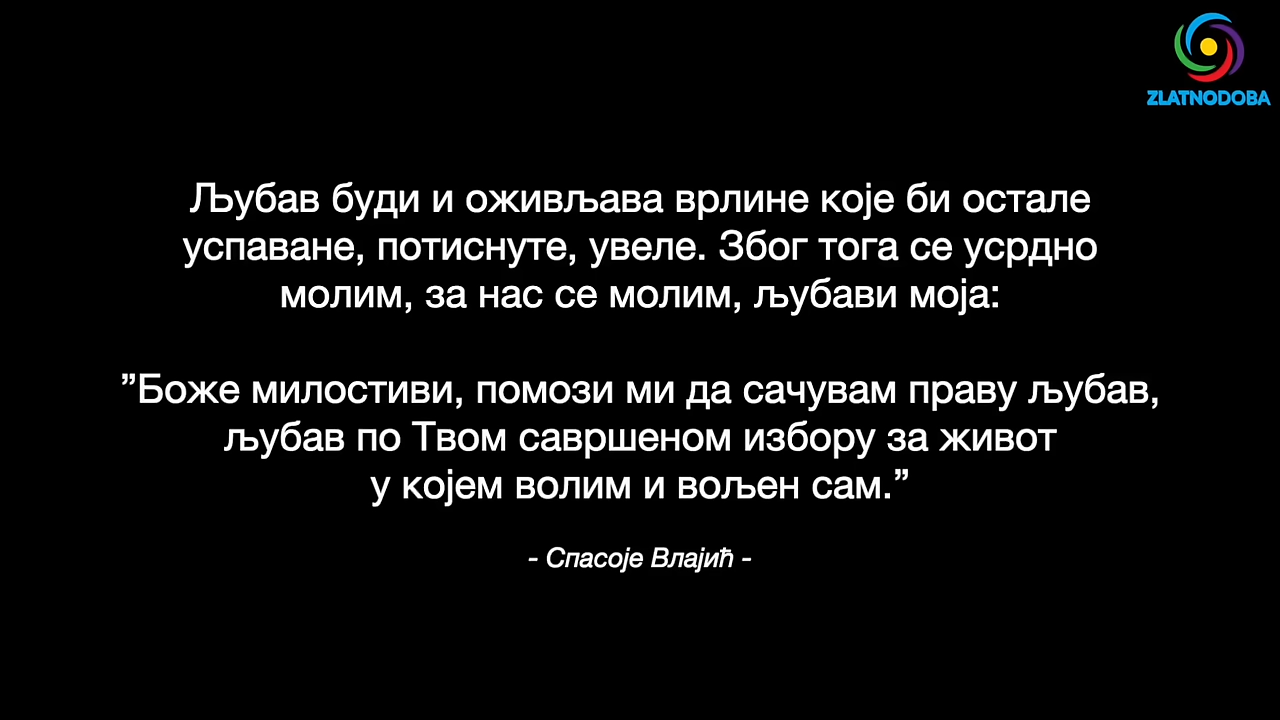 ZLATNODOBA
Љубав буди и оживљава врлине које би остале
успаване, потиснуте, увеле. Због тога се усрдно
молим, за нас се молим, љубави моја:
”Боже милостиви, помози ми да сачувам праву љубав,
љубав по Твом савршеном избору за живот
у којем волим и вољен сам.”
- Спасоје Влајић -